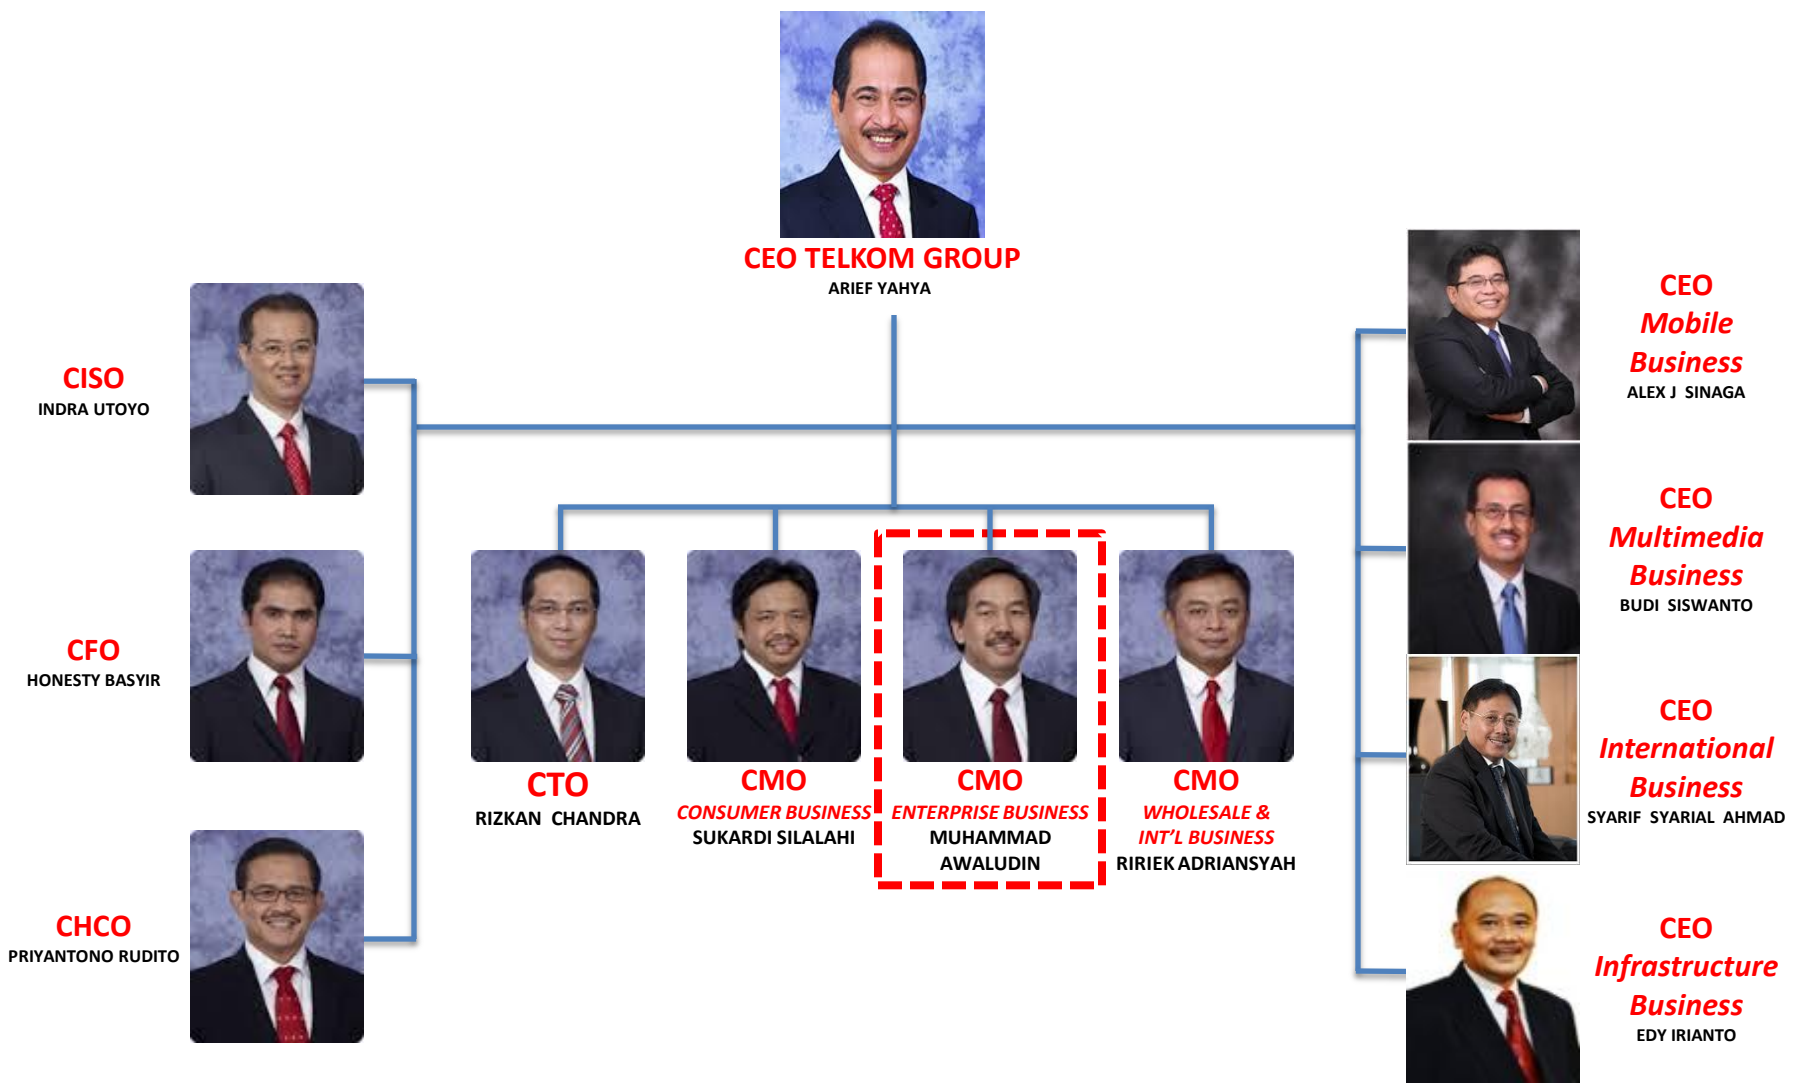 CEO TELKOM GROUP
ARIEF YAHYA
CISO
INDRA UTOYO
CFO
HONESTY BASYIR
CHCO
PRIYANTONO RUDITO
CTO
RIZKAN CHANDRA
CMO
CONSUMER BUSINESS
SUKARDI SILALAHI
CMO
ENTERPRISE BUSINESS
MUHAMMAD
AWALUDIN
CMO
WHOLESALE &
INT'L BUSINESS
RIRIEK ADRIANSYAH
CEO
Mobile
Business
ALEX J SINAGA
CEO
Multimedia
Business
BUDI SISWANTO
CEO
International
Business
SYARIF SYARIAL AHMAD
CEO
Infrastructure
Business
EDY IRIANTO